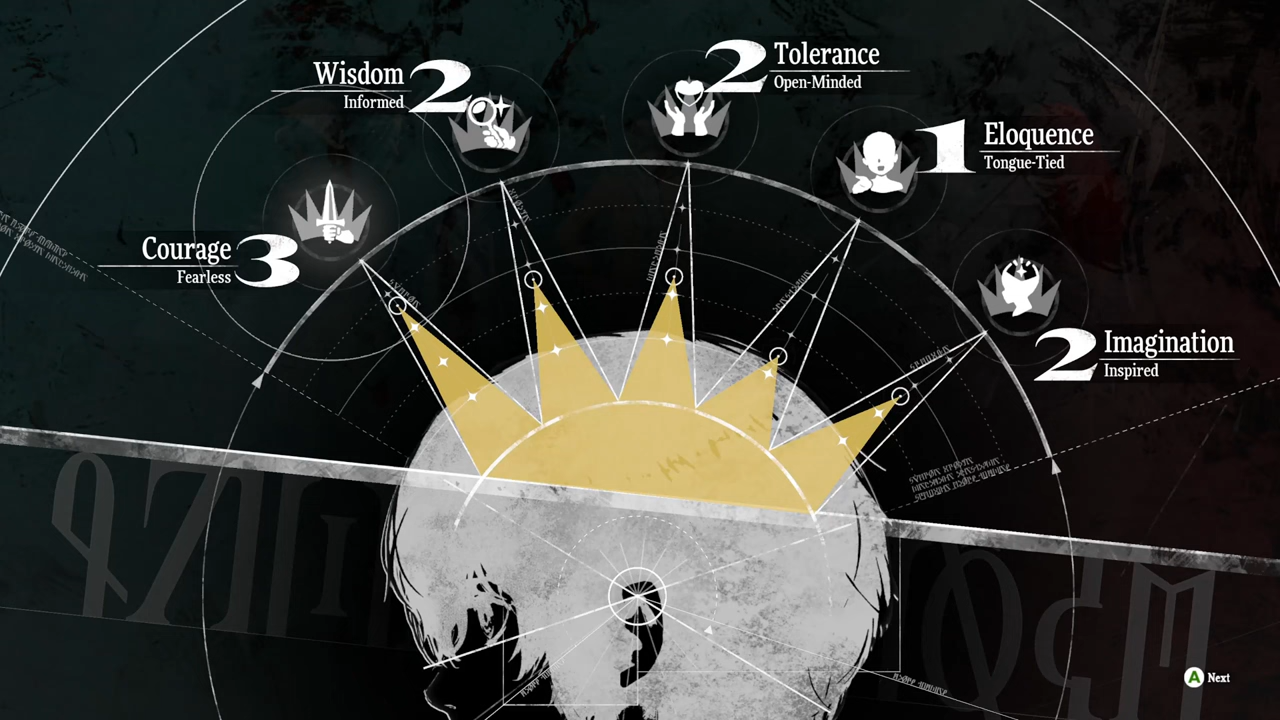 Wisdom 2
Informed
2 Tolerance
Open-Minded
1 Eloquence
Tongue-Tied
Courage 3
Fearless
2 Imagination
Inspired
A Next